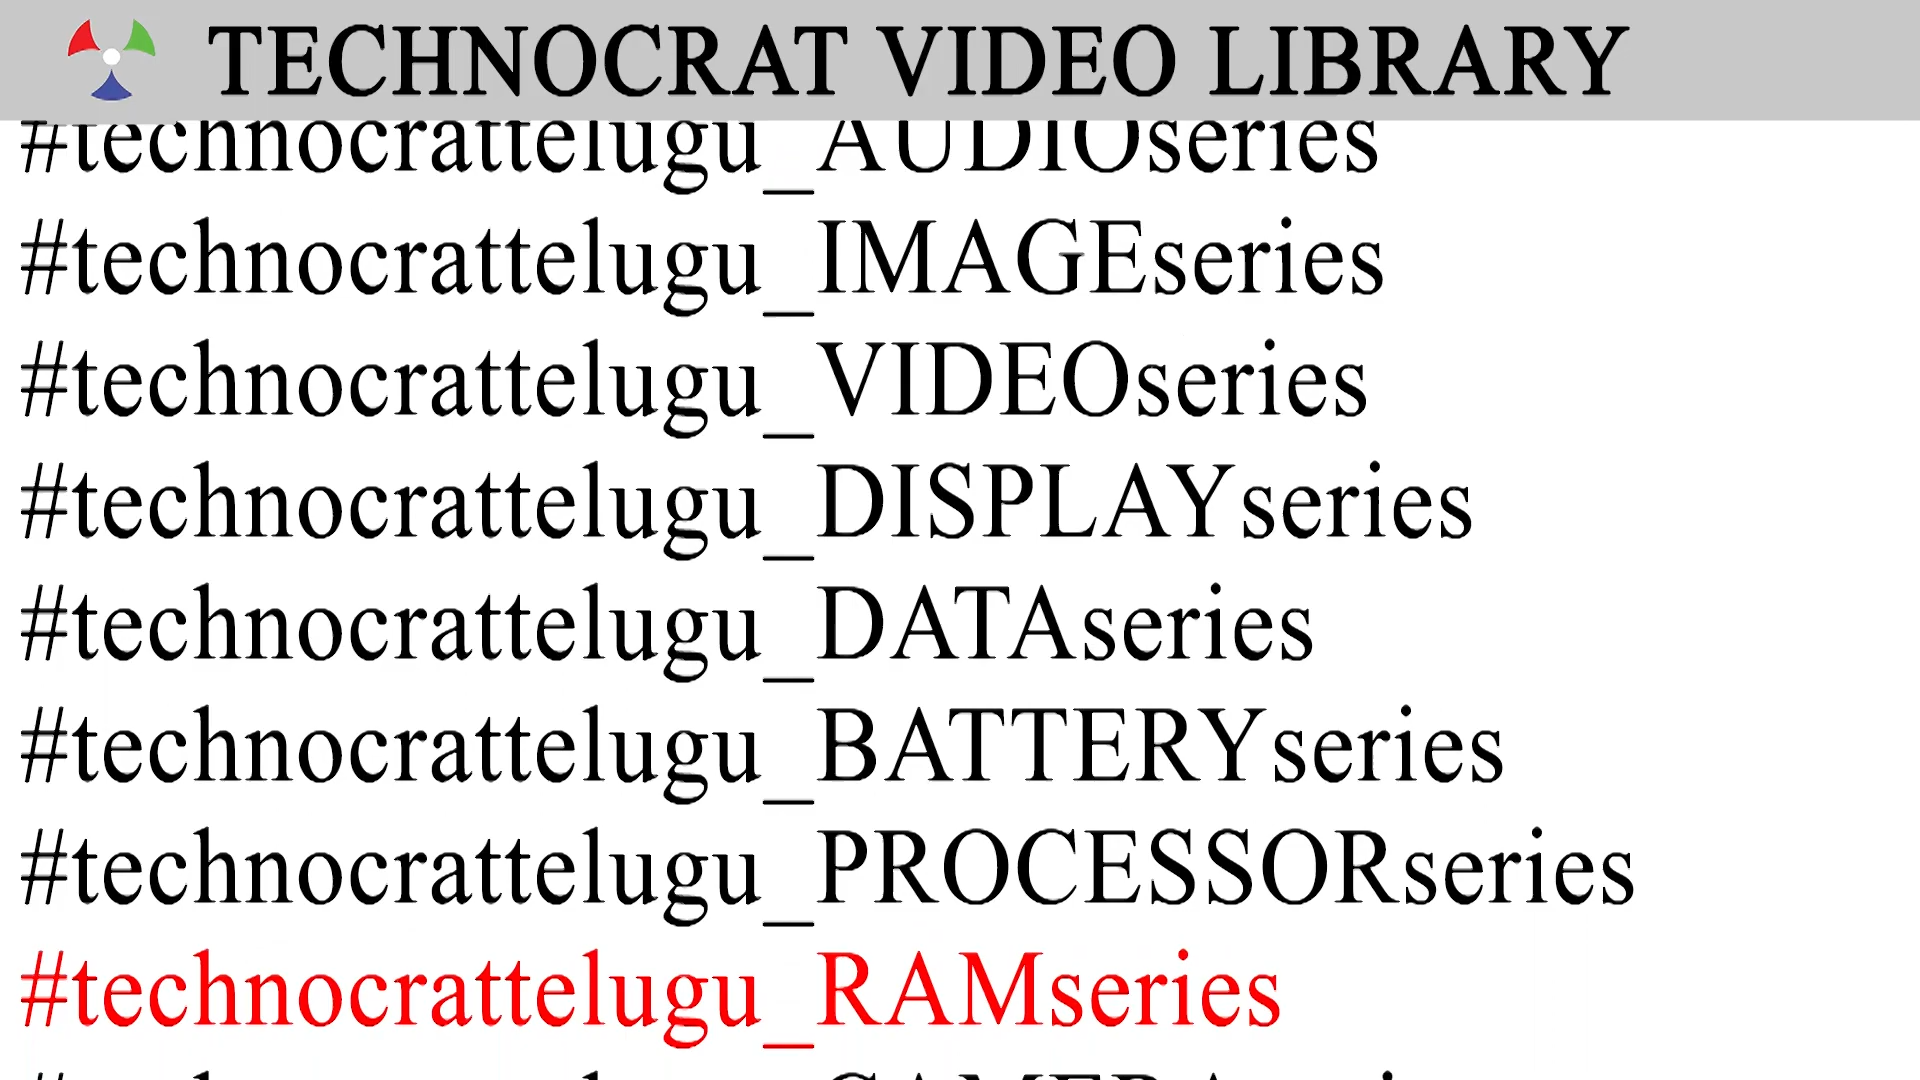 TECHNOCRAT VIDEO LIBRARY
#technocrattelugu_AUDIOseries
#technocrattelugu_IMAGEseries
#technocrattelugu_VIDEOseries
#technocrattelugu_DISPLAYseries
#technocrattelugu_DATAseries
#technocrattelugu_BATTERYseries
#technocrattelugu_PROCESSORseries
#technocrattelugu_RAMseries